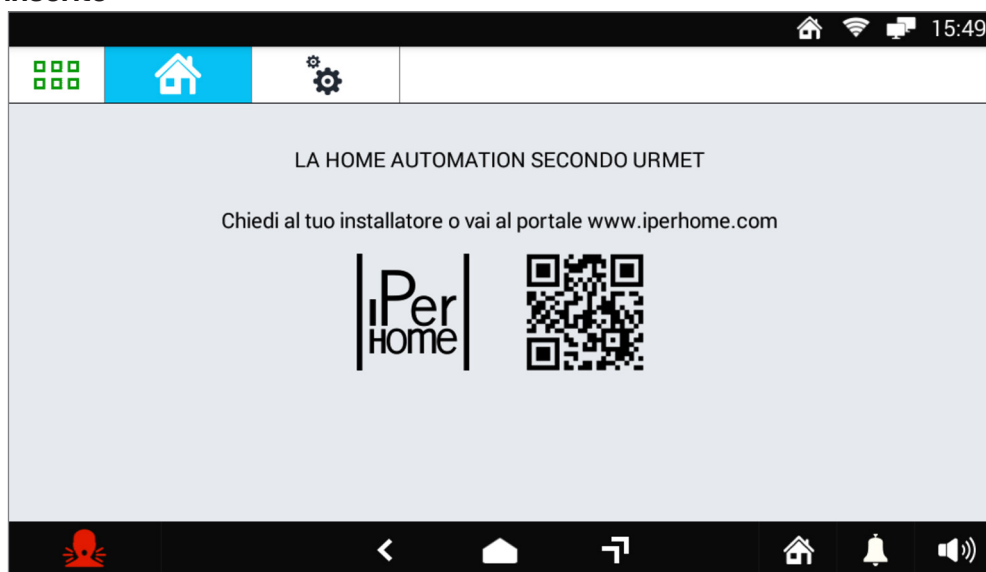 15:49
LA HOME AUTOMATION SECONDO URMET
Chiedi al tuo installatore o vai al portale www.iperhome.com
iPer
HOME